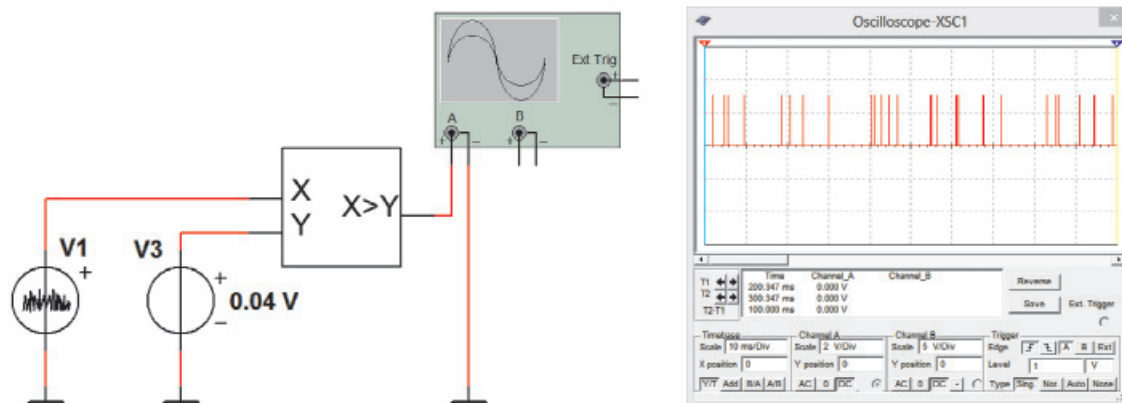 Ext Trig
+
−
A
B
+ −
+ −
X
Y
X>Y
V1
+
V3
+
0.04 V
−
Oscilloscope-XSC1
Time Channel_A Channel_B
T1 200.347 ms 0.000 V
T2 300.347 ms 0.000 V
T2-T1 100.000 ms 0.000 V
Reverse
Save
Ext. Trigger
Timebase Channel A Channel B Trigger
Scale 10 ms/Div Scale 2 V/Div Scale 5 V/Div Edge A B Ext
X position 0 Y position 0 Y position 0 Level 1 V
Y/T Add B/A A/B AC 0 DC AC 0 DC - Type Sing. Nor. Auto None